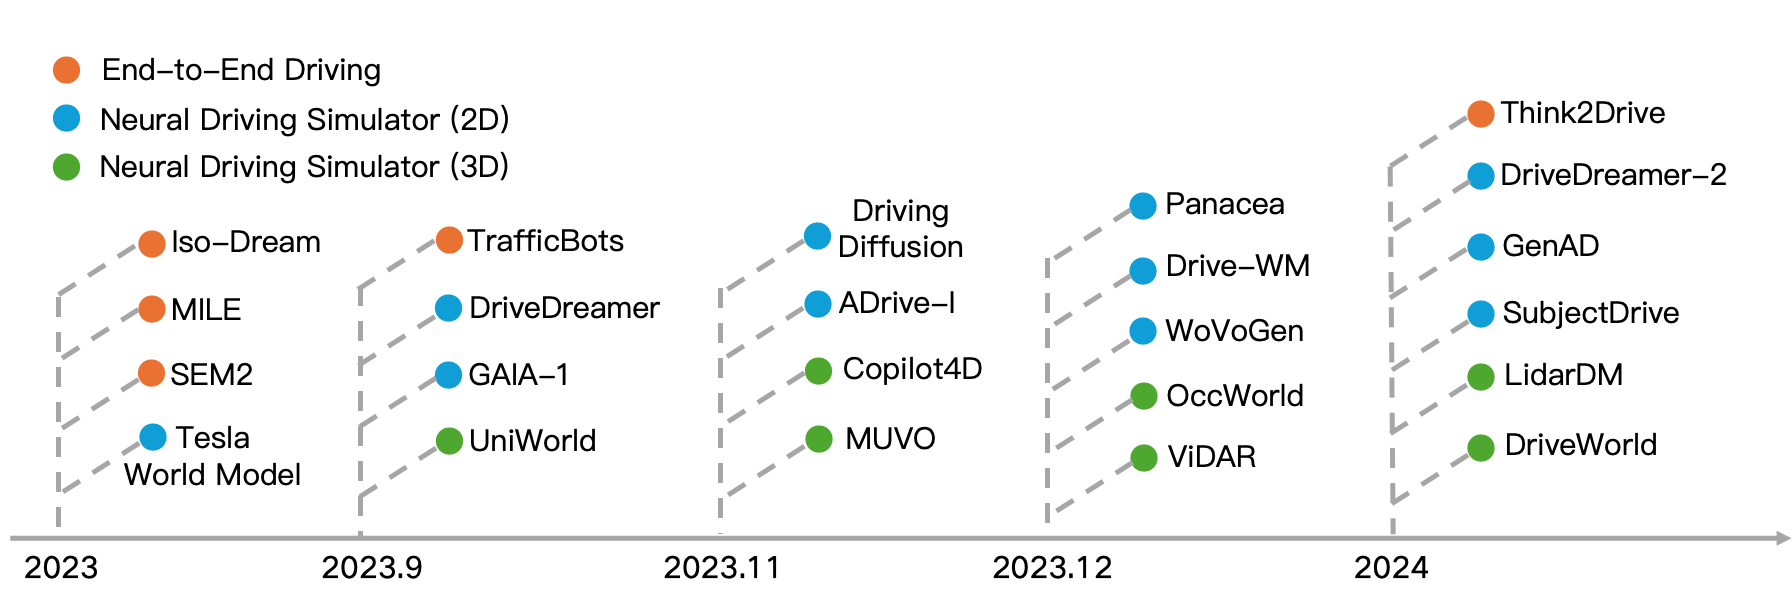 End-to-End Driving
Neural Driving Simulator (2D)
Neural Driving Simulator (3D)
Iso-Dream
MILE
SEM2
Tesla
World Model
TrafficBots
DriveDreamer
GAIA-1
UniWorld
Driving
Diffusion
ADrive-I
Copilot4D
MUVO
Panacea
Drive-WM
WoVoGen
OccWorld
ViDAR
Think2Drive
DriveDreamer-2
GenAD
SubjectDrive
LidarDM
DriveWorld
2023
2023.9
2023.11
2023.12
2024